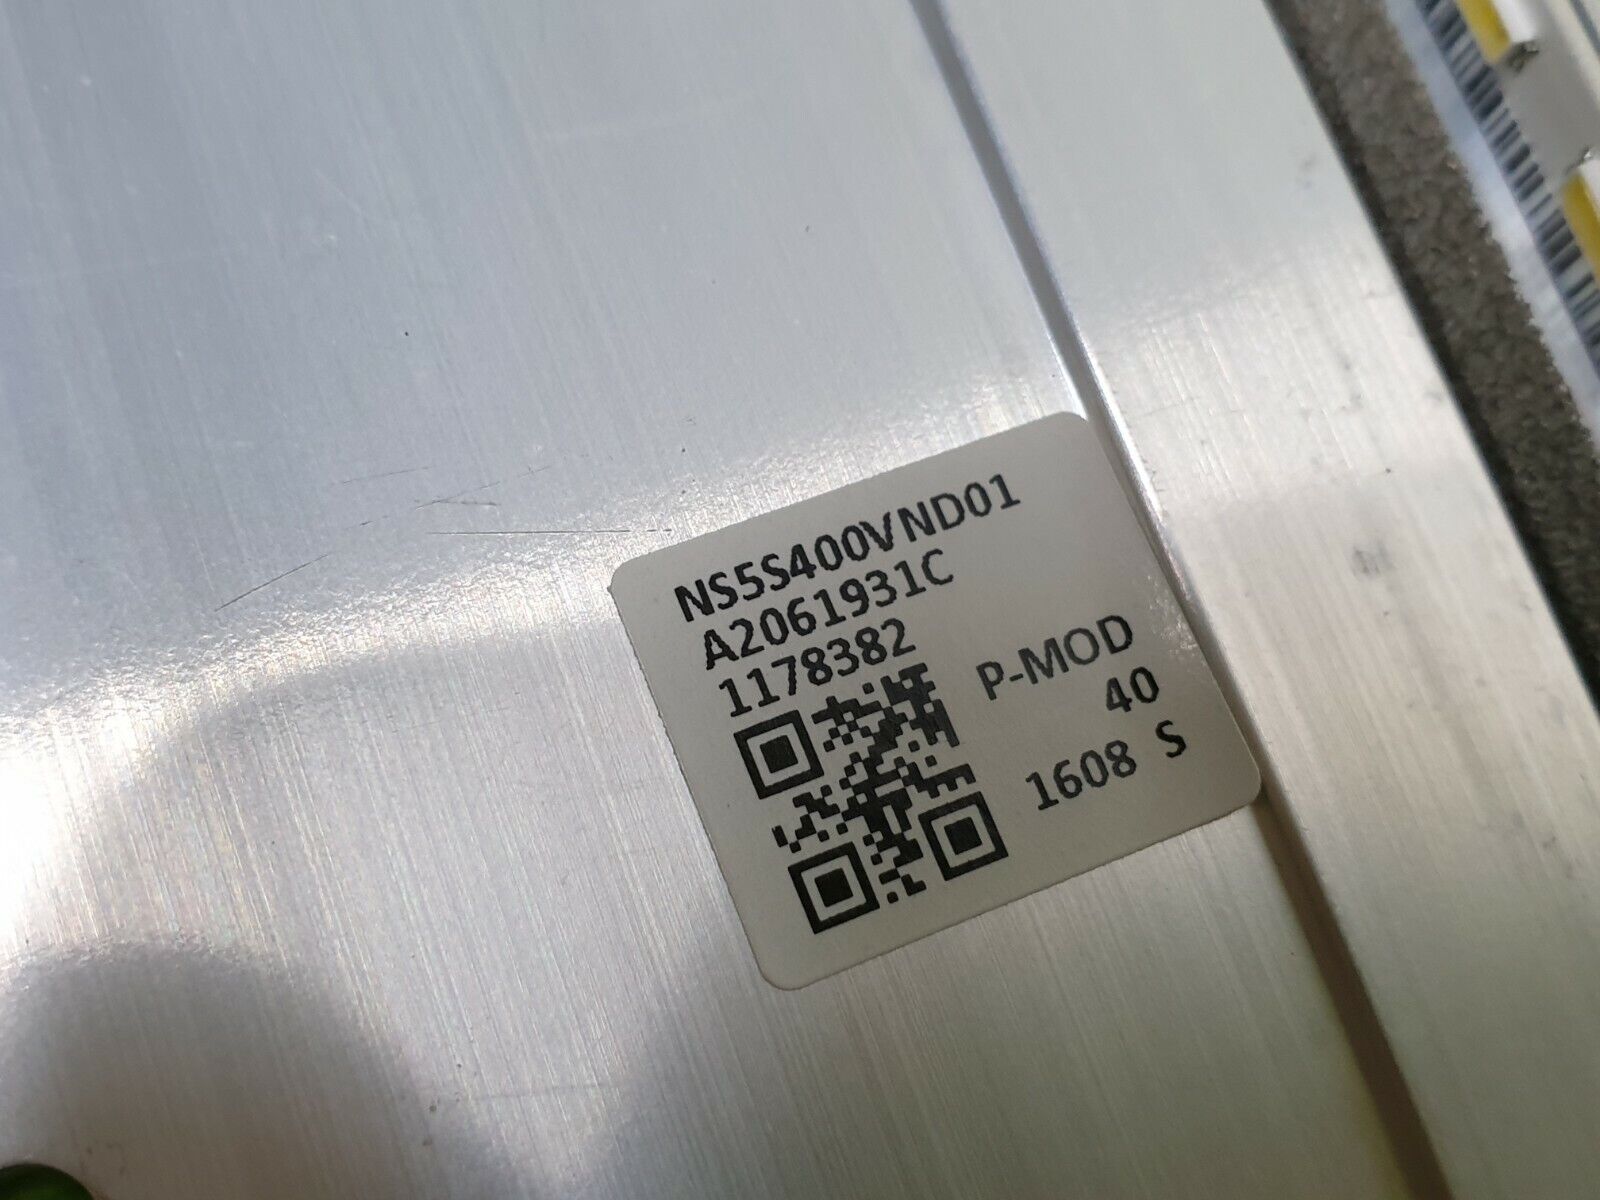 NS5S400VND01
A2061931C
1178382
P-MOD
40
1608 S